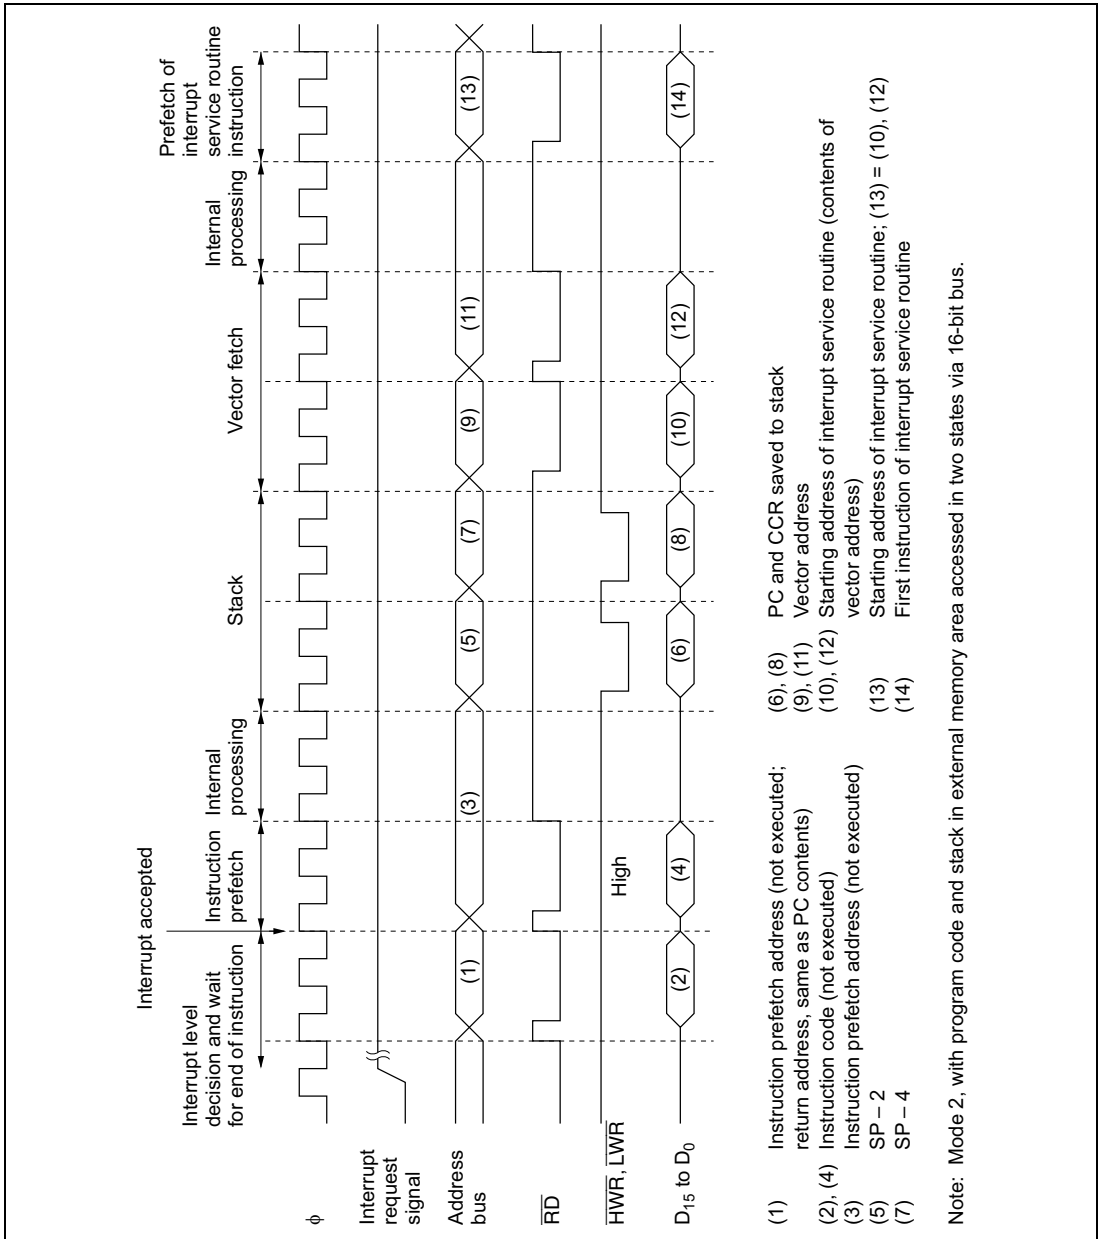 Interrupt accepted
Interrupt level
decision and wait
for end of instruction
Instruction
prefetch
Internal
processing
Stack
Vector fetch
Internal
processing
Prefetch of
interrupt
service routine
instruction
φ
Interrupt
request
signal
Address
bus
(1)
(3)
(5)
(7)
(9)
(11)
(13)
RD
HWR, LWR
High
D15 to D0
(2)
(4)
(6)
(8)
(10)
(12)
(14)
(1) Instruction prefetch address (not executed;
return address, same as PC contents)
(2), (4) Instruction code (not executed)
(3) Instruction prefetch address (not executed)
(5) SP – 2
(7) SP – 4
(6), (8) PC and CCR saved to stack
(9), (11) Vector address
(10), (12) Starting address of interrupt service routine (contents of
vector address)
(13) Starting address of interrupt service routine; (13) = (10), (12)
(14) First instruction of interrupt service routine
Note: Mode 2, with program code and stack in external memory area accessed in two states via 16-bit bus.